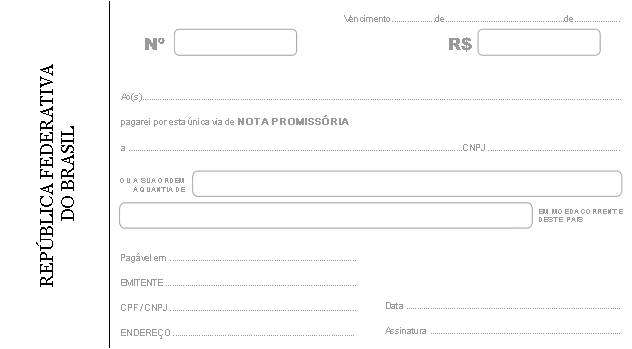 REPÚBLICA FEDERATIVA
DO BRASIL
Vencimento ................. de ................................................ de ..................
Nº R$
Ao(s)................................................................................
pagarei por esta única via de NOTA PROMISSÓRIA
a ................................................................ CNPJ ................................
OU A SUA ORDEM
A QUANTIA DE
EM MOEDA CORRENTE
DESTE PAIS
Pagável em ................................................
EMITENTE ................................................
CPF / CNPJ ................................................
Data ................................................
ENDEREÇO ................................................
Assinatura ................................................